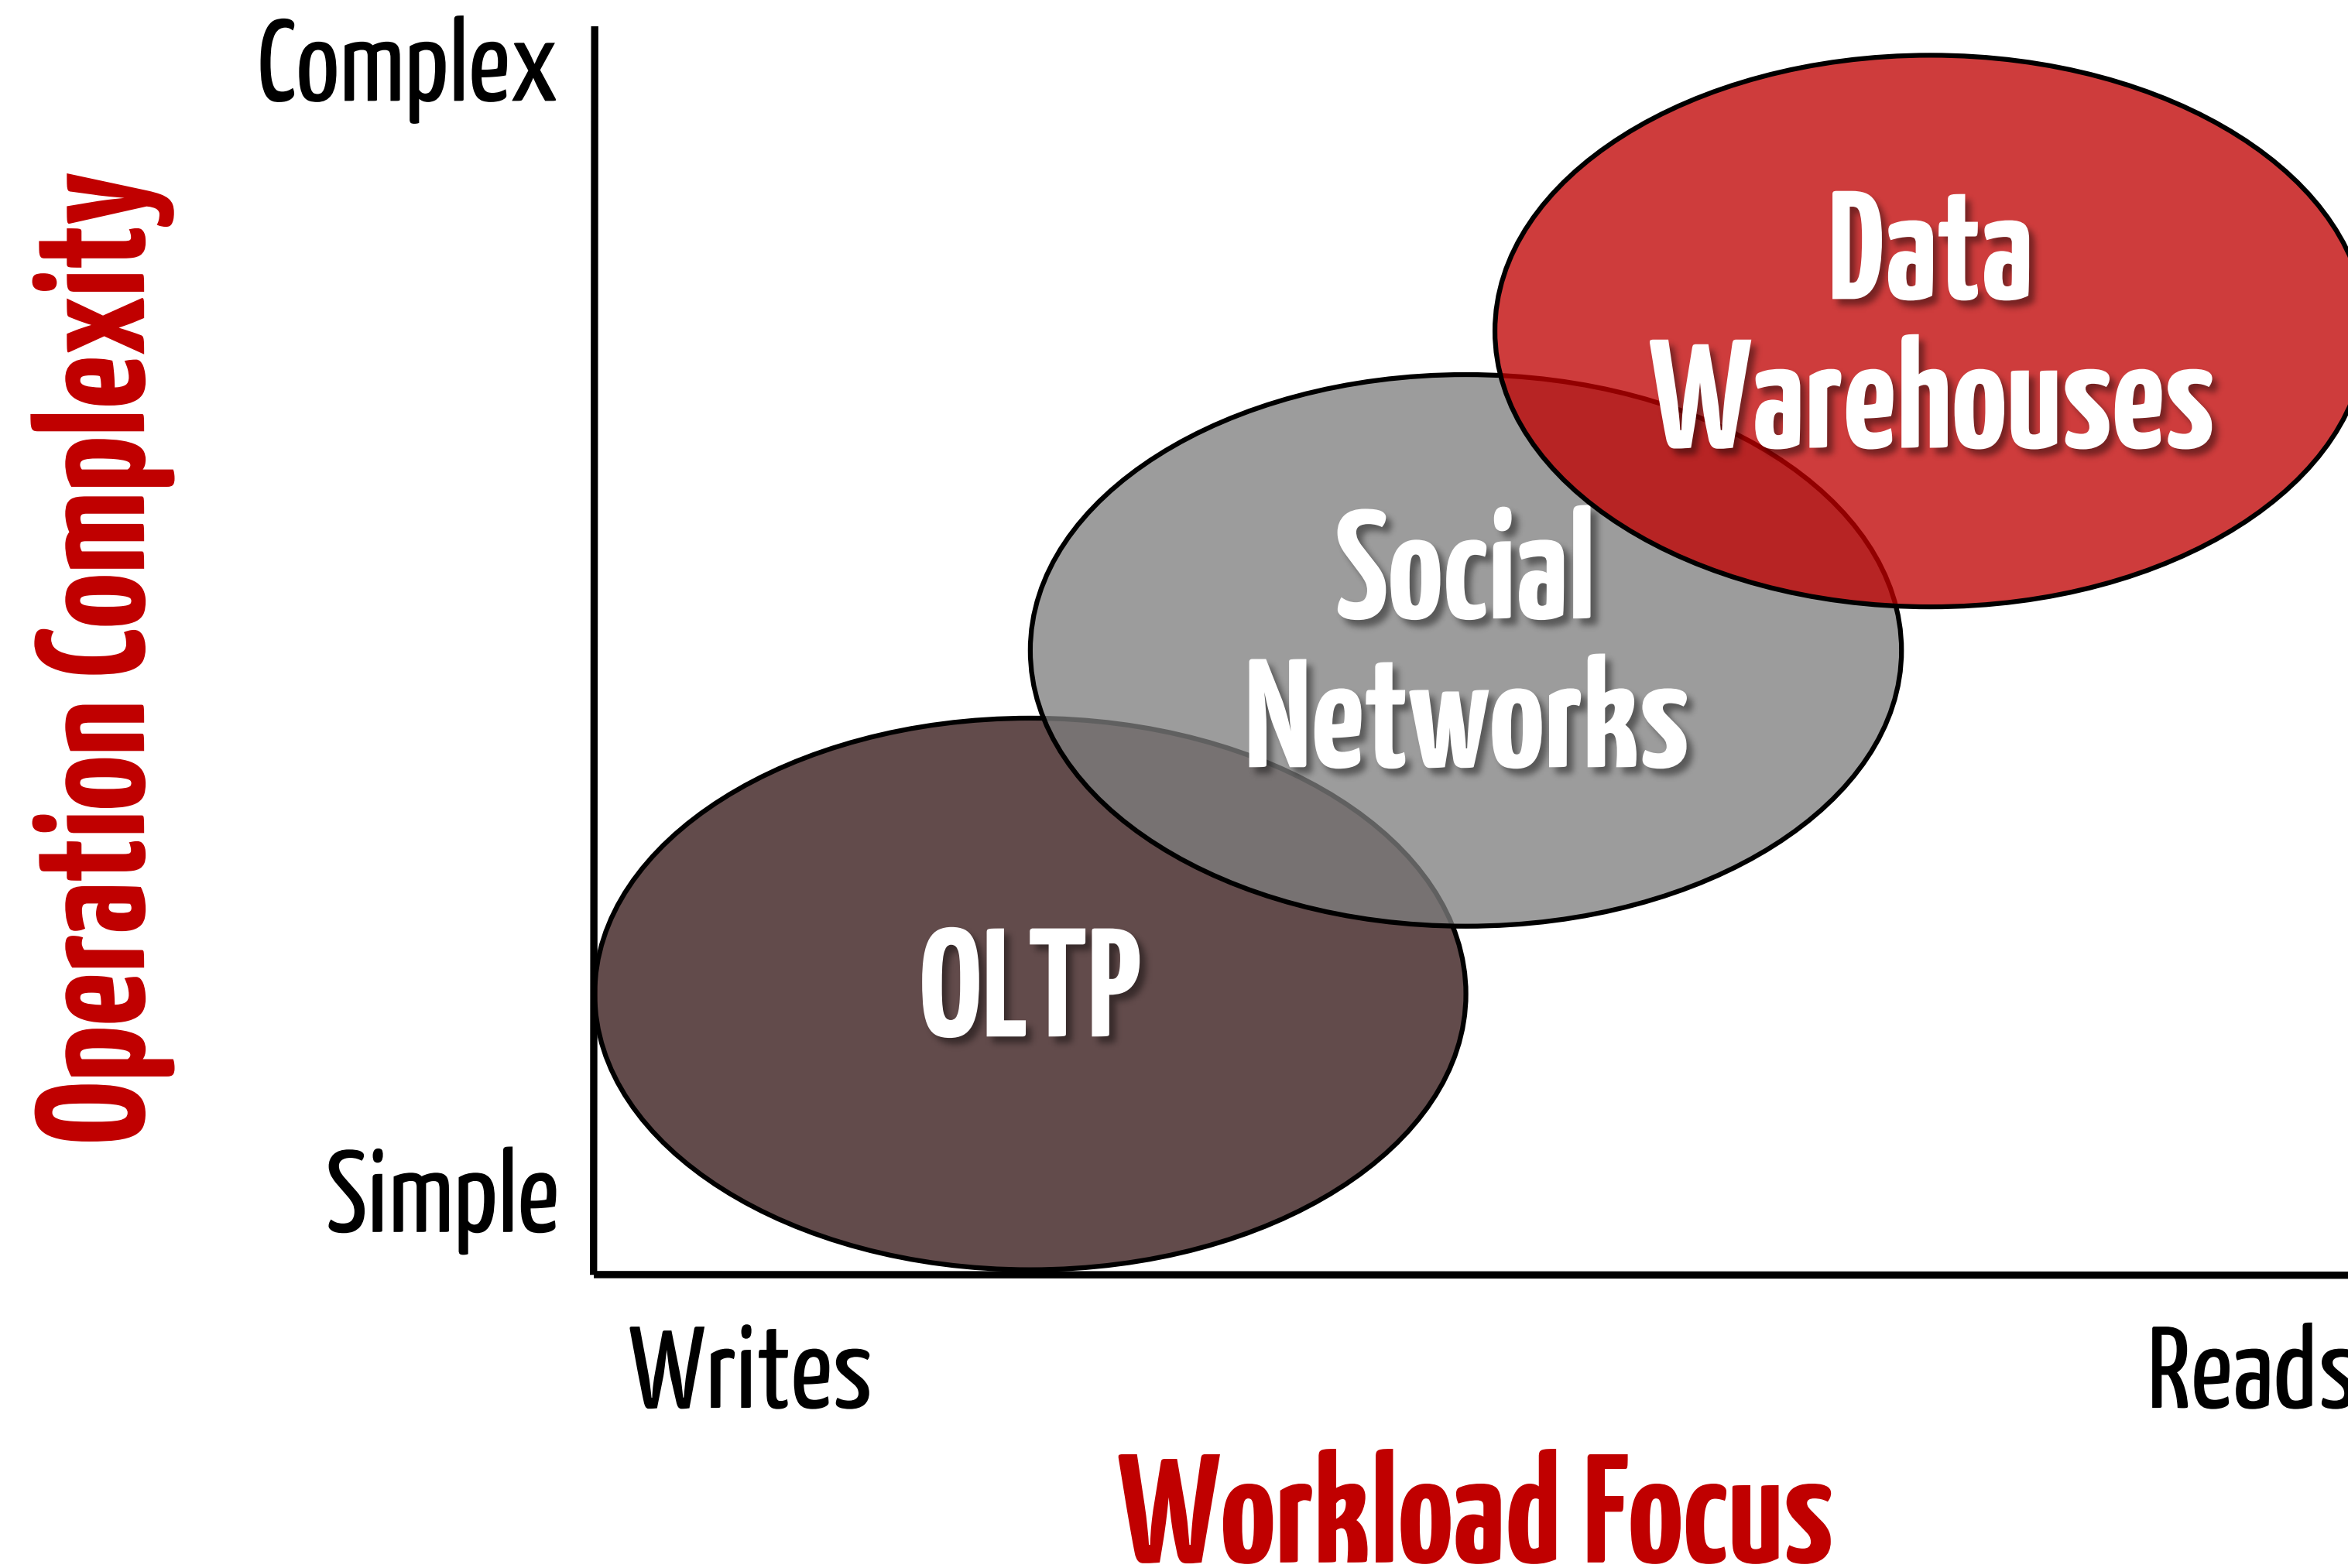 Complex
Operation Complexity
Data
Warehouses
Social
Networks
OLTP
Simple
Writes
Reads
Workload Focus